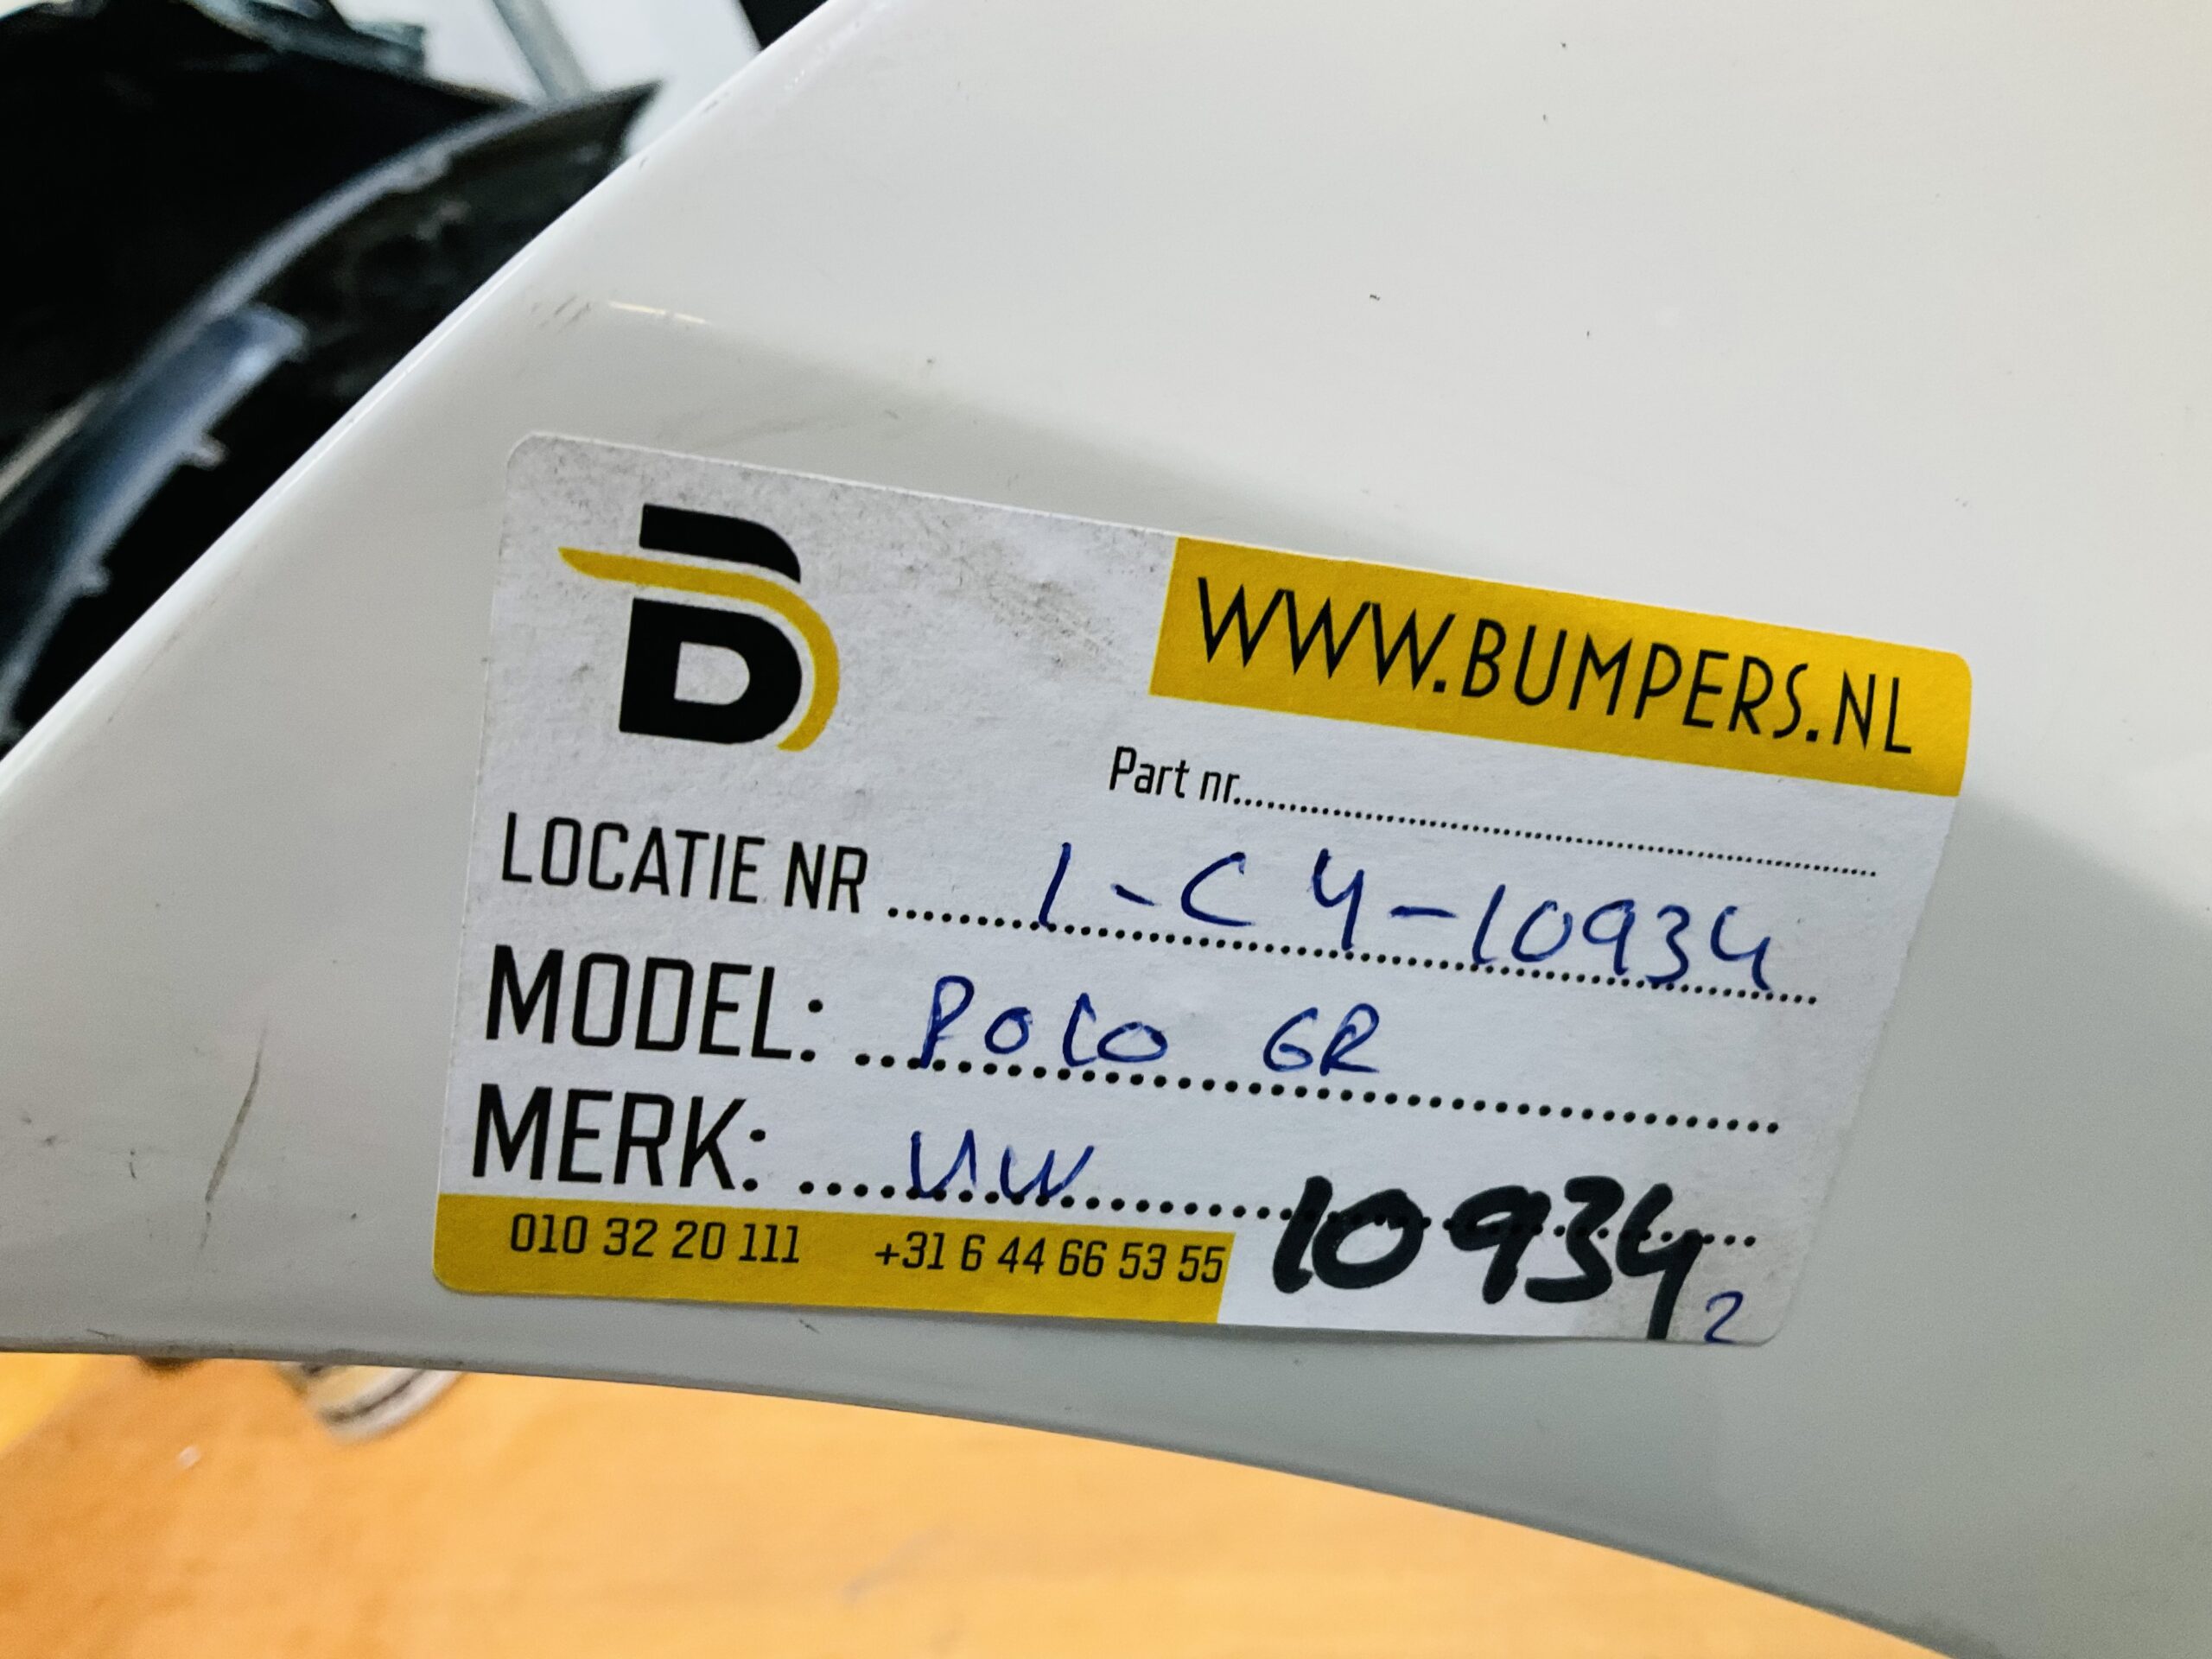 B
WWW.BUMPERS.NL
Part nr.
LOCATIE NR 1-C4-10934
MODEL: POLO GR
MERK: VW
10934 2
010 32 20 111 +31 6 44 66 53 55